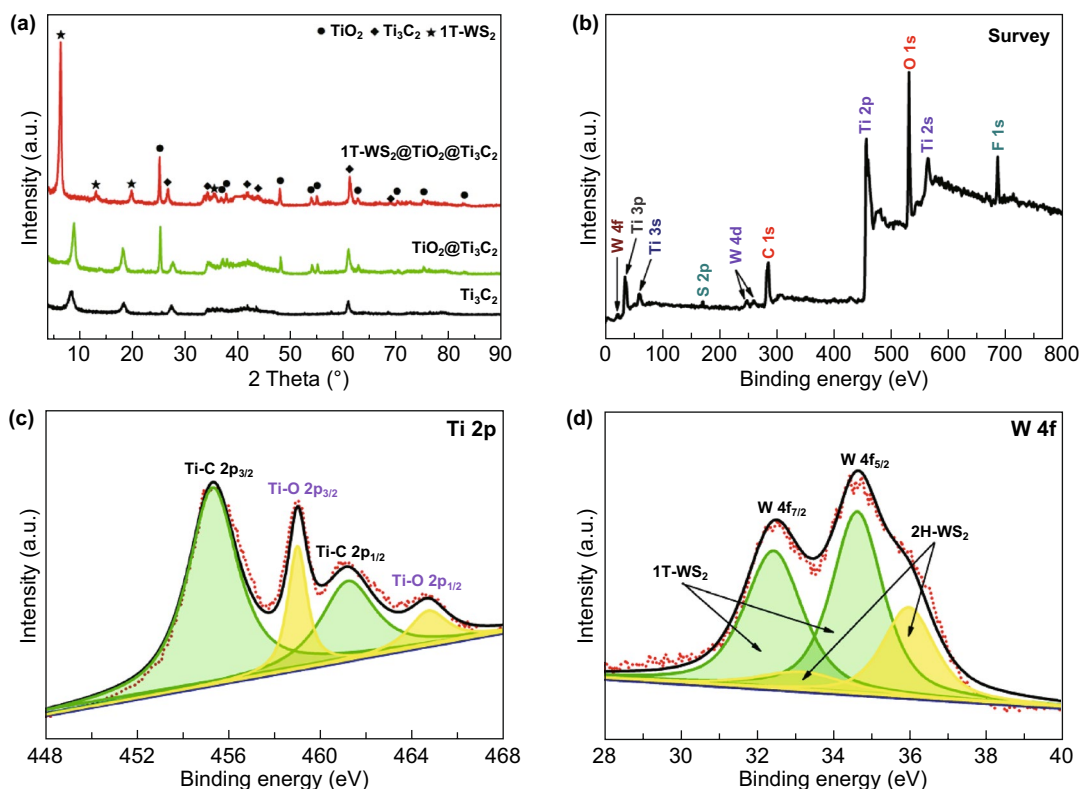 (a)
● TiO2 ◆ Ti3C2 ★ 1T-WS2
1T-WS2@TiO2@Ti3C2
TiO2@Ti3C2
Ti3C2
Intensity (a.u.)
10 20 30 40 50 60 70 80 90
2 Theta (°)
(b)
Survey
W 4f
Ti 3p
Ti 3s
S 2p
W 4d
C 1s
Ti 2p
O 1s
Ti 2s
F 1s
Intensity (a.u.)
0 100 200 300 400 500 600 700 800
Binding energy (eV)
(c)
Ti 2p
Ti-C 2p3/2
Ti-O 2p3/2
Ti-C 2p1/2
Ti-O 2p1/2
Intensity (a.u.)
448 452 456 460 464 468
Binding energy (eV)
(d)
W 4f
W 4f5/2
W 4f7/2
2H-WS2
1T-WS2
Intensity (a.u.)
28 30 32 34 36 38 40
Binding energy (eV)